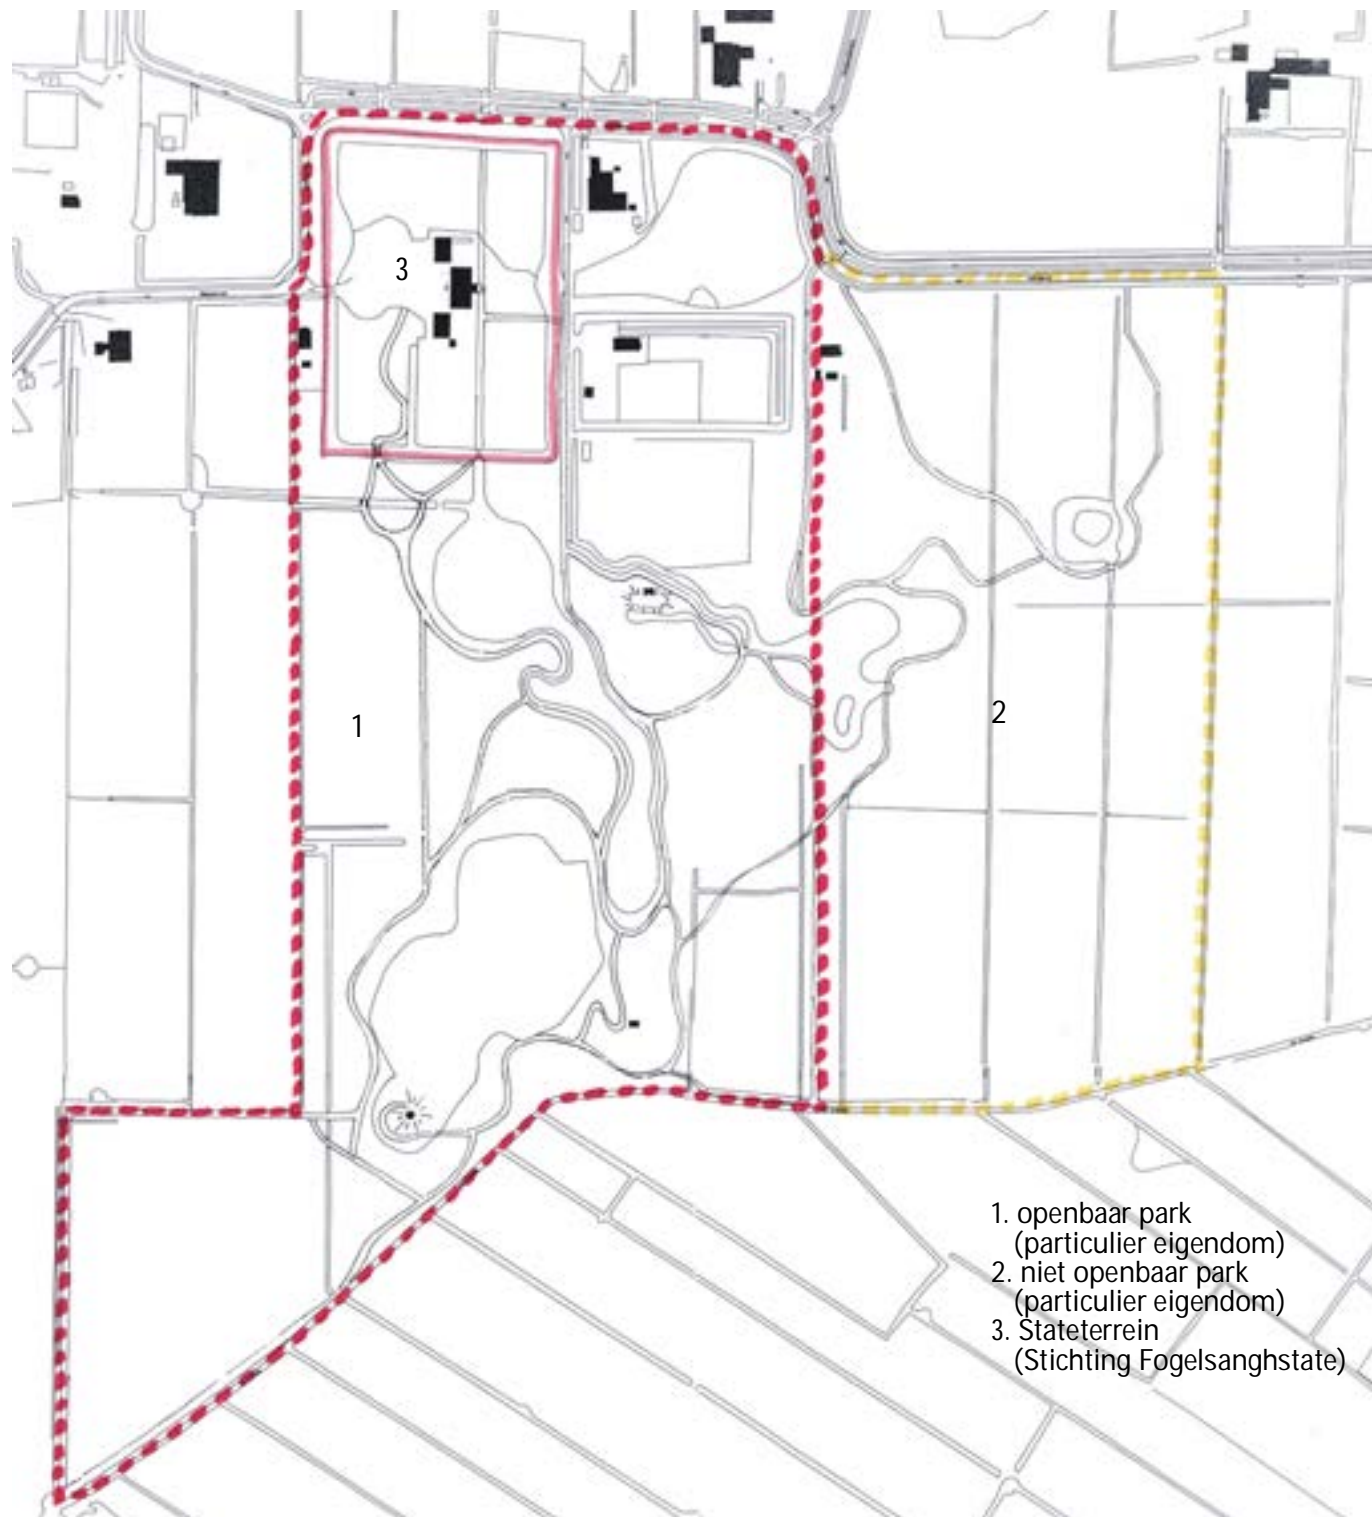 3
1
2
1. openbaar park
(particulier eigendom)
2. niet openbaar park
(particulier eigendom)
3. Stateterrein
(Stichting Fogelsanghstate)